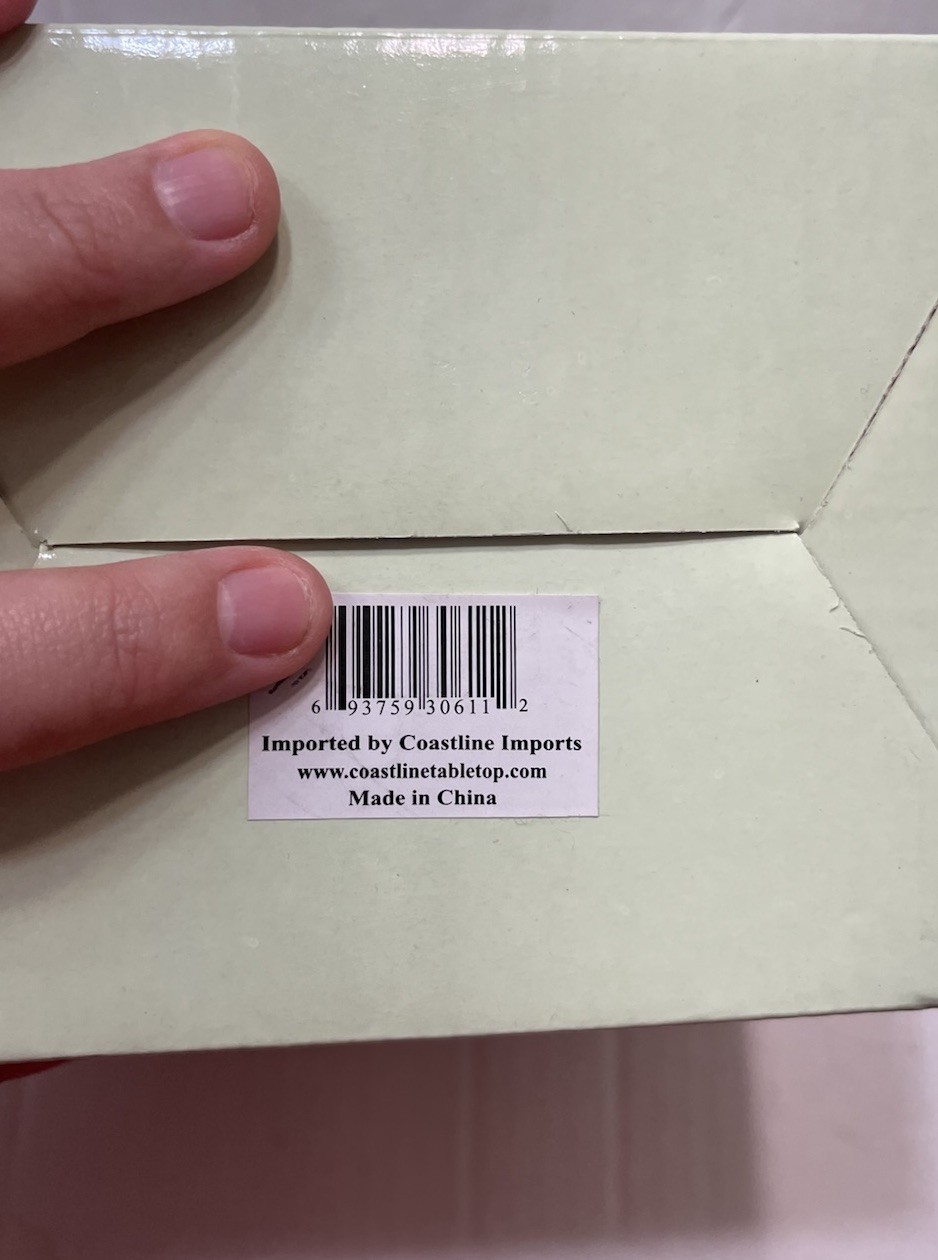 6 93759 30611 2
Imported by Coastline Imports
www.coastlinetabletop.com
Made in China